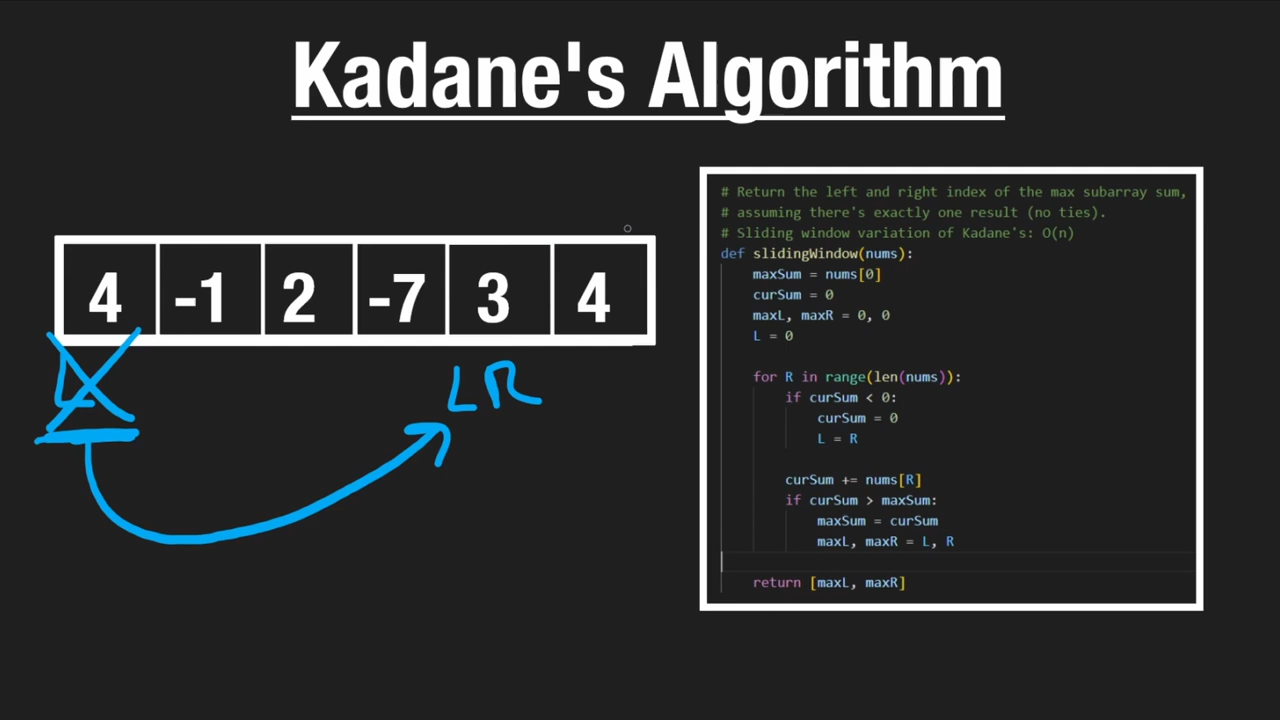 Kadane's Algorithm
4 -1 2 -7 3 4
L
L R
# Return the left and right index of the max subarray sum,
# assuming there's exactly one result (no ties).
# Sliding window variation of Kadane's: O(n)
def slidingWindow(nums):
    maxSum = nums[0]
    curSum = 0
    maxL, maxR = 0, 0
    L = 0
    for R in range(len(nums)):
        if curSum < 0:
            curSum = 0
            L = R
        curSum += nums[R]
        if curSum > maxSum:
            maxSum = curSum
            maxL, maxR = L, R
    return [maxL, maxR]